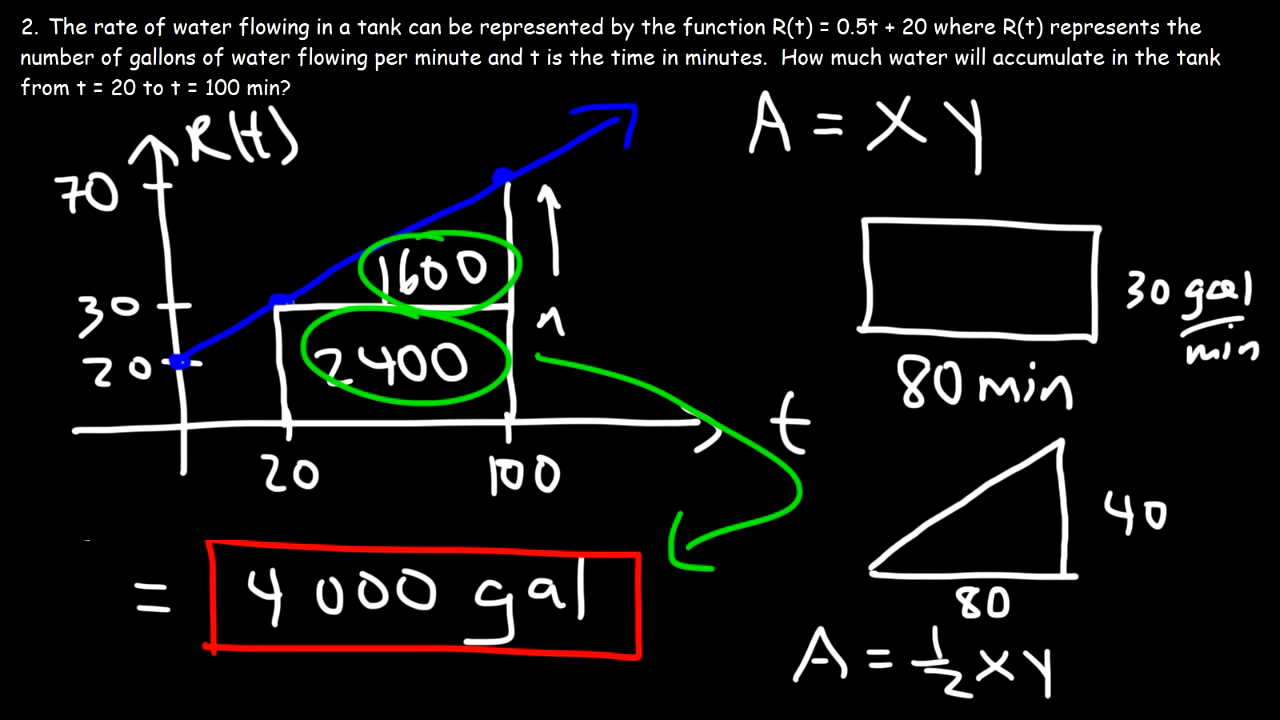 2. The rate of water flowing in a tank can be represented by the function R(t) = 0.5t + 20 where R(t) represents the
number of gallons of water flowing per minute and t is the time in minutes. How much water will accumulate in the tank
from t = 20 to t = 100 min?
R(t)
A = X Y
70
1600
30
30 gal
min
20
2400
80 min
t
20
100
40
80
= 4000 gal
A = 1/2 X Y